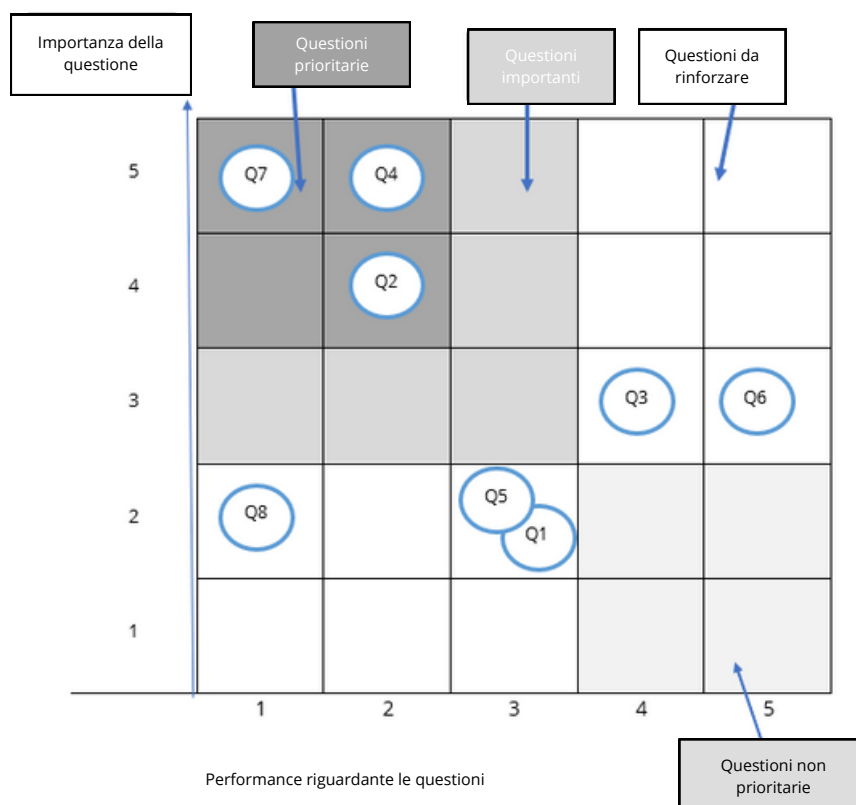 Importanza della
questione
Questioni
prioritarie
Questioni
importanti
Questioni da
rinforzare
5
Q7
Q4
4
Q2
3
Q3
Q6
2
Q8
Q5
Q1
1
1
2
3
4
5
Performance riguardante le questioni
Questioni non
prioritarie